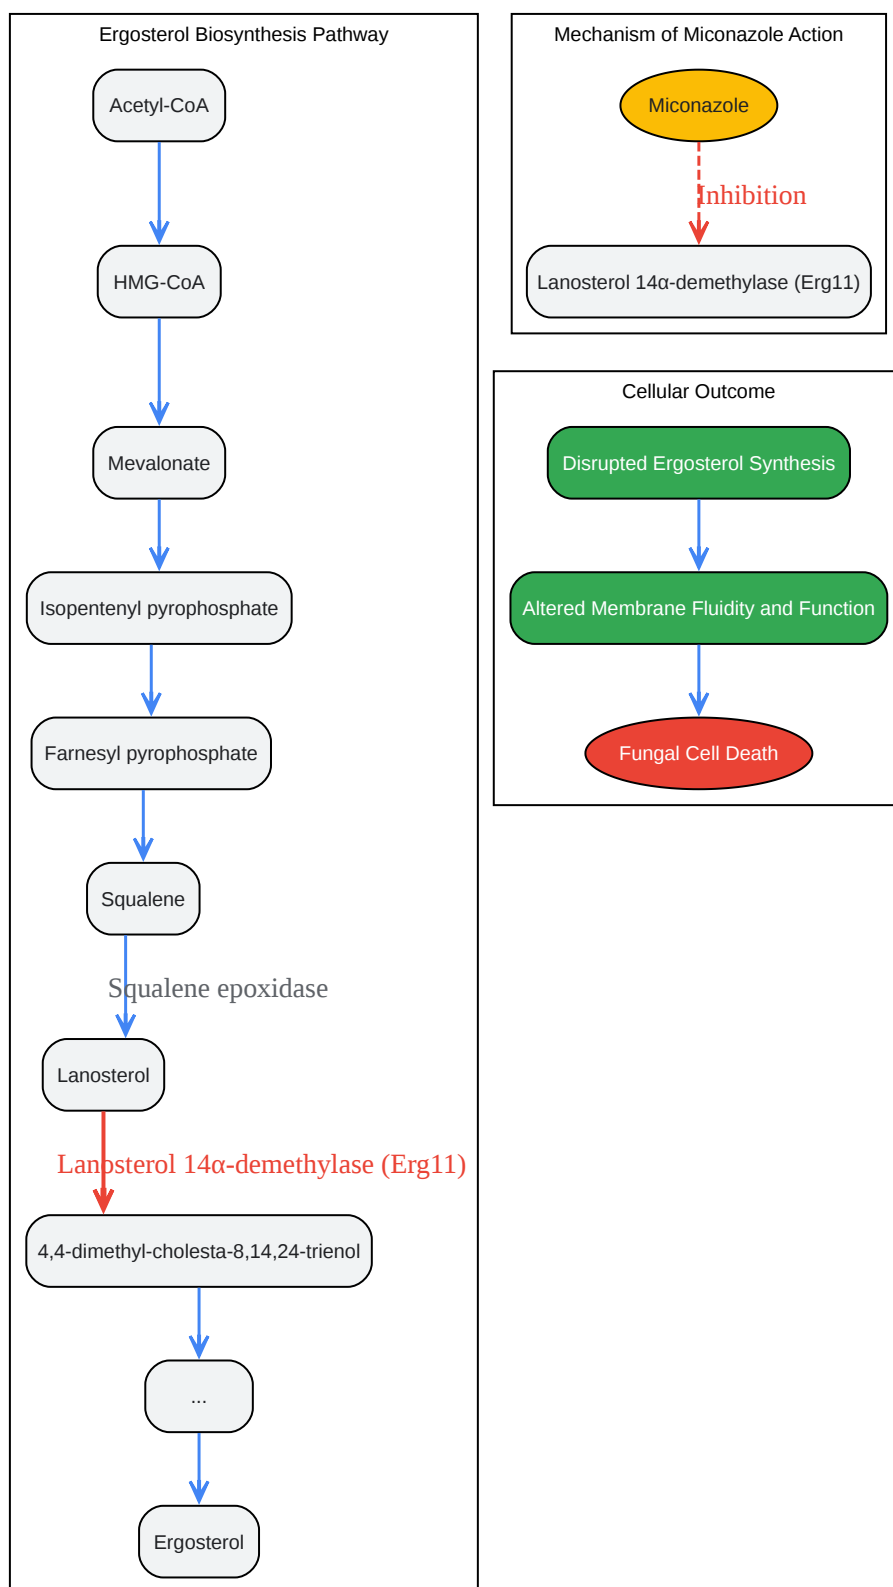 Ergosterol Biosynthesis Pathway
Acetyl-CoA
HMG-CoA
Mevalonate
Isopentenyl pyrophosphate
Farnesyl pyrophosphate
Squalene
Squalene epoxidase
Lanosterol
Lanosterol 14α-demethylase (Erg11)
4,4-dimethyl-cholesta-8,14,24-trienol
...
Ergosterol
Mechanism of Miconazole Action
Miconazole
Inhibition
Lanosterol 14α-demethylase (Erg11)
Cellular Outcome
Disrupted Ergosterol Synthesis
Altered Membrane Fluidity and Function
Fungal Cell Death